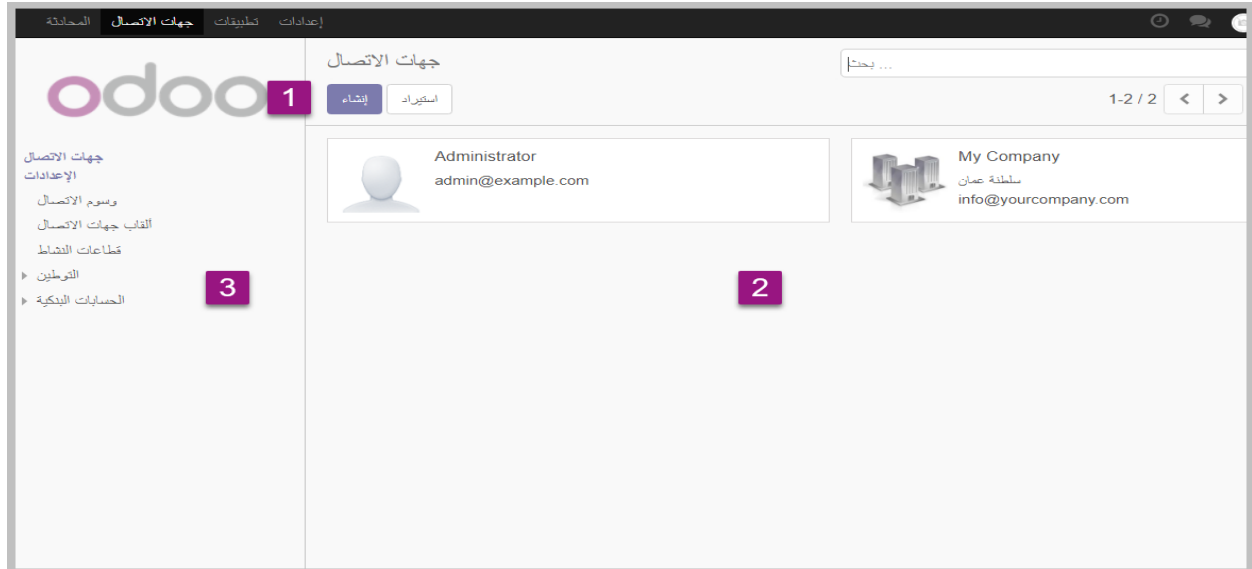 المحادثة جهات الاتصال تطبيقات إعدادات
odoo
1
جهات الاتصال
بحث ...
إنشاء استيراد
1-2 / 2
جهات الاتصال
الإعدادات
وسوم الاتصال
ألقاب جهات الاتصال
قطاعات النشاط
التوطين
الحسابات البنكية
3
Administrator
admin@example.com
My Company
سلطنة عمان
info@yourcompany.com
2